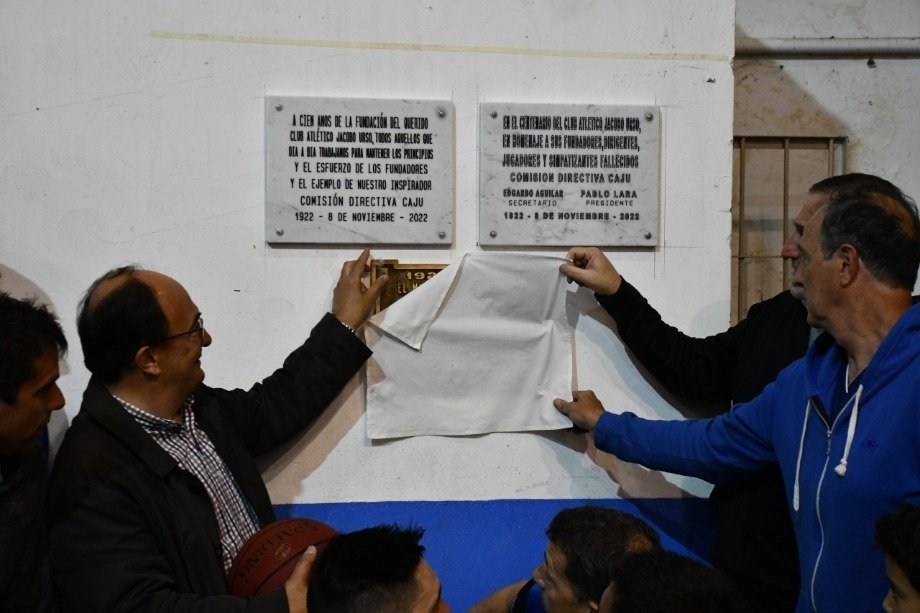 A CIEN AÑOS DE LA FUNDACIÓN DEL QUERIDO
CLUB ATLÉTICO JACOBO URSO, TODOS AQUELLOS QUE
DIA A DIA TRABAJAMOS PARA MANTENER LOS PRINCIPIOS
Y EL ESFUERZO DE LOS FUNDADORES
Y EL EJEMPLO DE NUESTRO INSPIRADOR
COMISIÓN DIRECTIVA CAJU
1922 - 8 DE NOVIEMBRE - 2022
EN EL CENTENARIO DEL CLUB ATLÉTICO JACOBO URSO,
EN HOMENAJE A SUS FUNDADORES, DIRIGENTES,
JUGADORES Y SIMPATIZANTES FALLECIDOS
COMISION DIRECTIVA CAJU
EDGARDO AGUILAR PABLO LARA
SECRETARIO PRESIDENTE
1922 - 8 DE NOVIEMBRE - 2022
192
EL